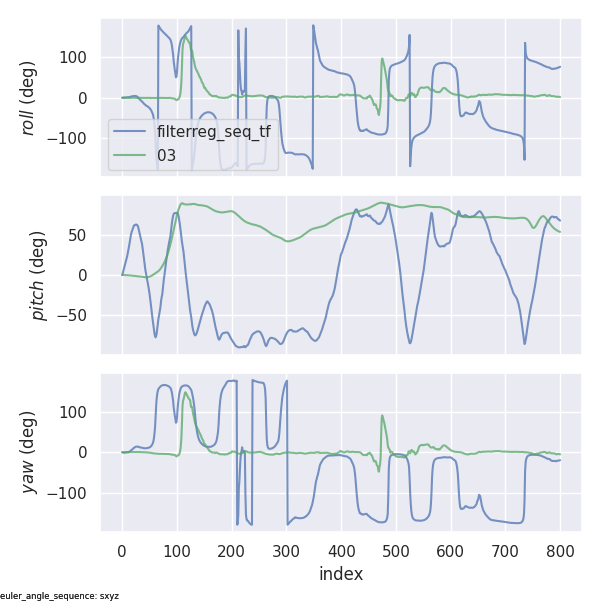 100
0
−100
roll (deg)
filterreg_seq_tf
03
50
0
−50
pitch (deg)
100
0
−100
yaw (deg)
0 100 200 300 400 500 600 700 800
index
euler_angle_sequence: sxyz